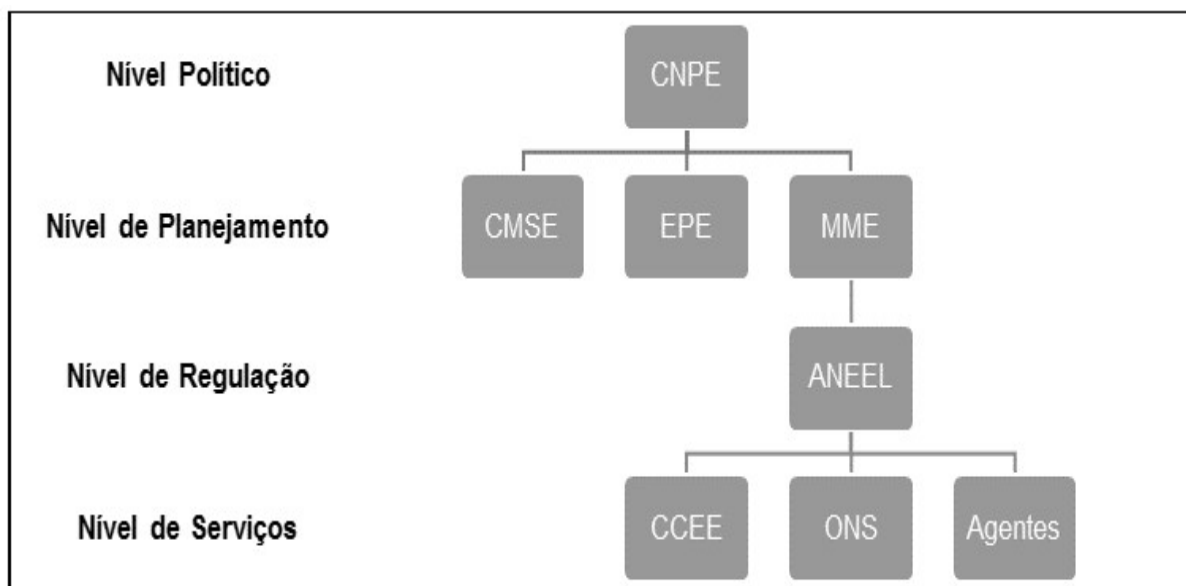 Nível Político
CNPE
Nível de Planejamento
CMSE
EPE
MME
Nível de Regulação
ANEEL
Nível de Serviços
CCEE
ONS
Agentes